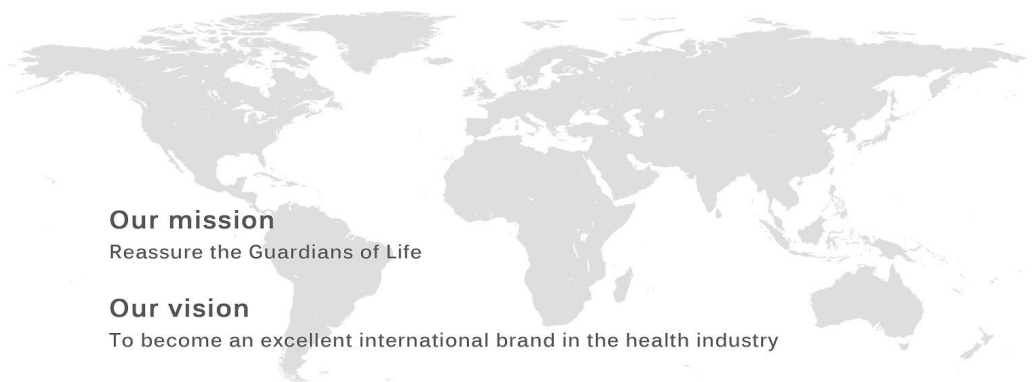 Our mission
Reassure the Guardians of Life
Our vision
To become an excellent international brand in the health industry